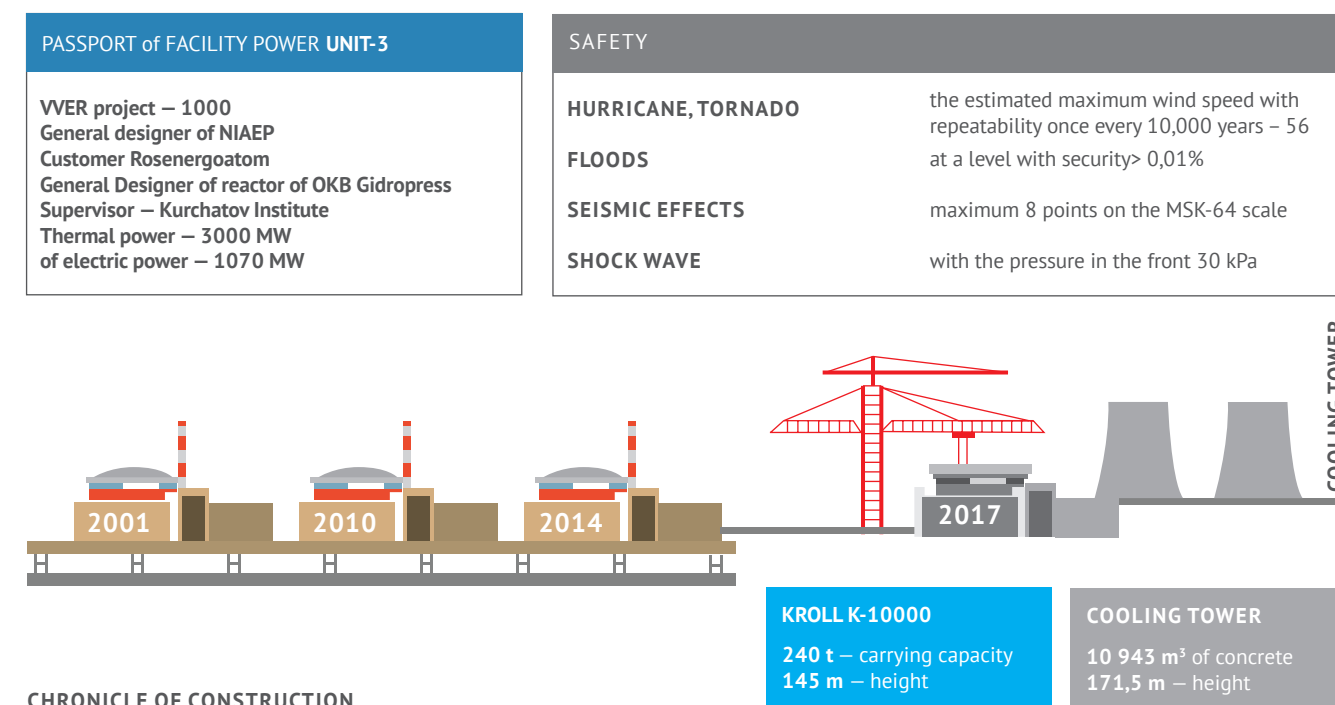 PASSPORT of FACILITY POWER UNIT-3
VVER project — 1000
General designer of NIAEP
Customer Rosenergoatom
General Designer of reactor of OKB Gidropress
Supervisor — Kurchatov Institute
Thermal power — 3000 MW
of electric power — 1070 MW
SAFETY
HURRICANE, TORNADO
the estimated maximum wind speed with
repeatability once every 10,000 years – 56
FLOODS
at a level with security> 0,01%
SEISMIC EFFECTS
maximum 8 points on the MSK-64 scale
SHOCK WAVE
with the pressure in the front 30 kPa
COOLING TOWER
2001
2010
2014
2017
KROLL K-10000
240 t — carrying capacity
145 m — height
COOLING TOWER
10 943 m³ of concrete
171,5 m — height
CHRONICLE OF CONSTRUCTION